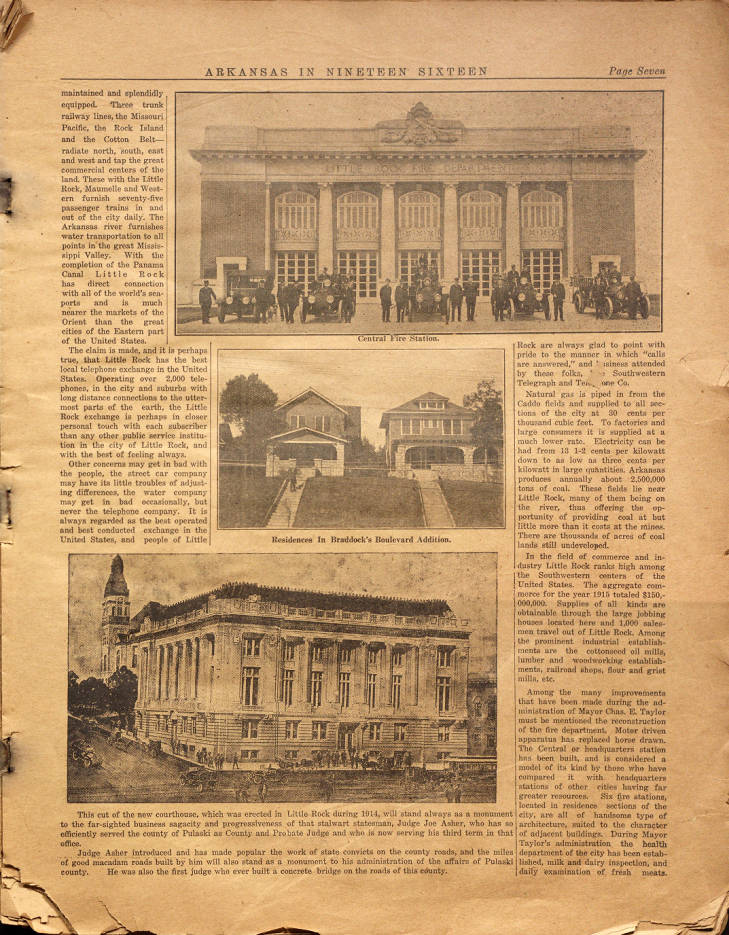 ARKANSAS IN NINETEEN SIXTEEN
Page Seven
maintained and splendidly
equipped. Three trunk
railway lines, the Missouri
Pacific, the Rock Island
and the Cotton Belt—
radiate north, south, east
and west and tap the great
commercial centers of the
land. These with the Little
Rock, Maumelle and West-
ern furnish seventy-five
passenger trains in and
out of the city daily. The
Arkansas river furnishes
water transportation to all
points in the great Missis-
sippi Valley. With the
completion of the Panama
Canal Little Rock
has direct connection
with all of the world's sea-
ports and is much
nearer the markets of the
Orient than the great
cities of the Eastern part
of the United States.
The claim is made, and it is perhaps
true, that Little Rock has the best
local telephone exchange in the United
States. Operating over 2,000 tele-
phones, in the city and suburbs with
long distance connections to the utter-
most parts of the earth, the Little
Rock exchange is perhaps in closer
personal touch with each subscriber
than any other public service institu-
tion in the city of Little Rock, and
with the best of feeling always.
Other concerns may get in bad with
the people, the street car company
may have its little troubles of adjust-
ing differences, the water company
may get in bad occasionally, but
never the telephone company. It is
always regarded as the best operated
and best conducted exchange in the
United States, and people of Little
Central Fire Station.
Residences In Braddock's Boulevard Addition.
Rock are always glad to point with
pride to the manner in which "calls
are answered," and siness attended
by these folks, Southwestern
Telegraph and one Co.
Natural gas is piped in from the
Caddo fields and supplied to all sec-
tions of the city at 30 cents per
thousand cubic feet. To factories and
large consumers it is supplied at a
much lower rate. Electricity can be
had from 13 1-2 cents per kilowatt
down to as low as three cents per
kilowatt in large quantities. Arkansas
produces annually about 2,500,000
tons of coal. These fields lie near
Little Rock, many of them being on
the river, thus offering the op-
portunity of providing coal at but
little more than it costs at the mines.
There are thousands of acres of coal
lands still undeveloped.
In the field of commerce and in-
dustry Little Rock ranks high among
the Southwestern centers of the
United States. The aggregate com-
merce for the year 1915 totaled $150,-
000,000. Supplies of all kinds are
obtainable through the large jobbing
houses located here and 1,000 sales-
men travel out of Little Rock. Among
the prominent industrial establish-
ments are the cottonseed oil mills,
lumber and woodworking establish-
ments, railroad shops, flour and grist
mills, etc.
Among the many improvements
that have been made during the ad-
ministration of Mayor Chas. E. Taylor
must be mentioned the reconstruction
of the fire department. Motor driven
apparatus has replaced horse drawn.
The Central or headquarters station
has been built, and is considered a
model of its kind by those who have
compared it with headquarters
stations of other cities having far
greater resources. Six fire stations,
located in residence sections of the
city, are all of handsome type of
architecture, suited to the character
of adjacent buildings. During Mayor
Taylor's administration the health
department of the city has been estab-
lished, milk and dairy inspection, and
daily examination of fresh meats.
This cut of the new courthouse, which was erected in Little Rock during 1914, will stand always as a monument
to the far-sighted business sagacity and progressiveness of that stalwart statesman, Judge Joe Asher, who has so
efficiently served the county of Pulaski as County and Probate Judge and who is now serving his third term in that
office.
Judge Asher introduced and has made popular the work of state convicts on the county roads, and the miles
of good macadam roads built by him will also stand as a monument to his administration of the affairs of Pulaski
county. He was also the first judge who ever built a concrete bridge on the roads of this county.